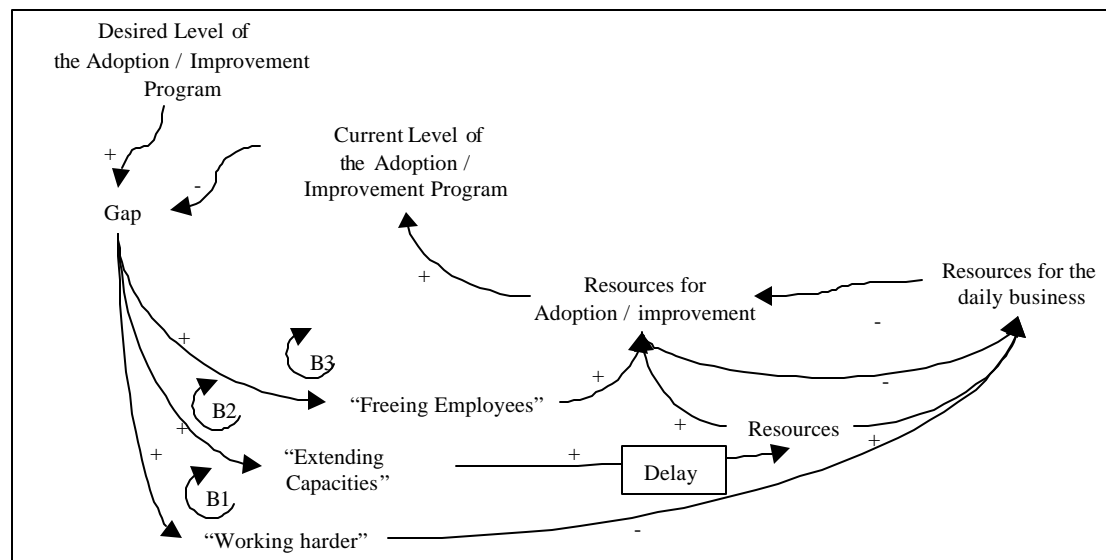 Desired Level of
the Adoption / Improvement
Program
+
Current Level of
the Adoption /
Improvement Program
-
Gap
+
Resources for
Adoption / improvement
Resources for the
daily business
-
+
B3
+
-
“Freeing Employees”
B2
+
+
Resources
+
+
“Extending
Capacities”
+
Delay
B1
-
“Working harder”